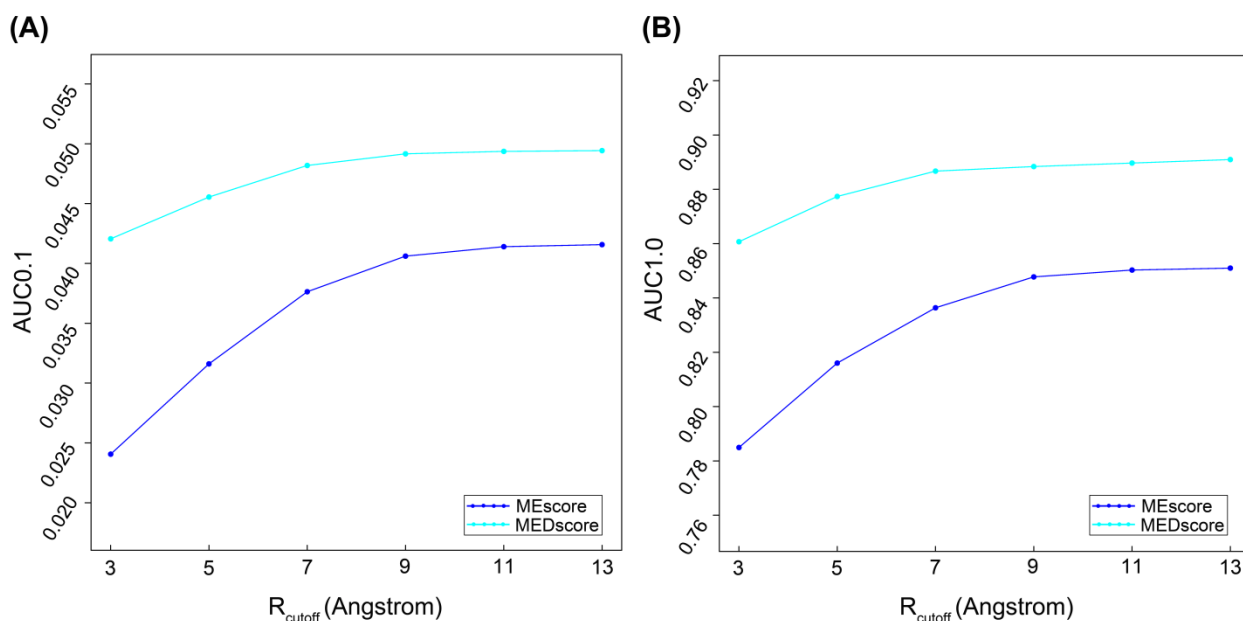 (A)
0.055
0.050
0.045
0.040
0.035
0.030
0.025
0.020
AUC0.1
3 5 7 9 11 13
R_cutoff (Angstrom)
MEscore
MEDscore
(B)
0.92
0.90
0.88
0.86
0.84
0.82
0.80
0.78
0.76
AUC1.0
3 5 7 9 11 13
R_cutoff (Angstrom)
MEscore
MEDscore